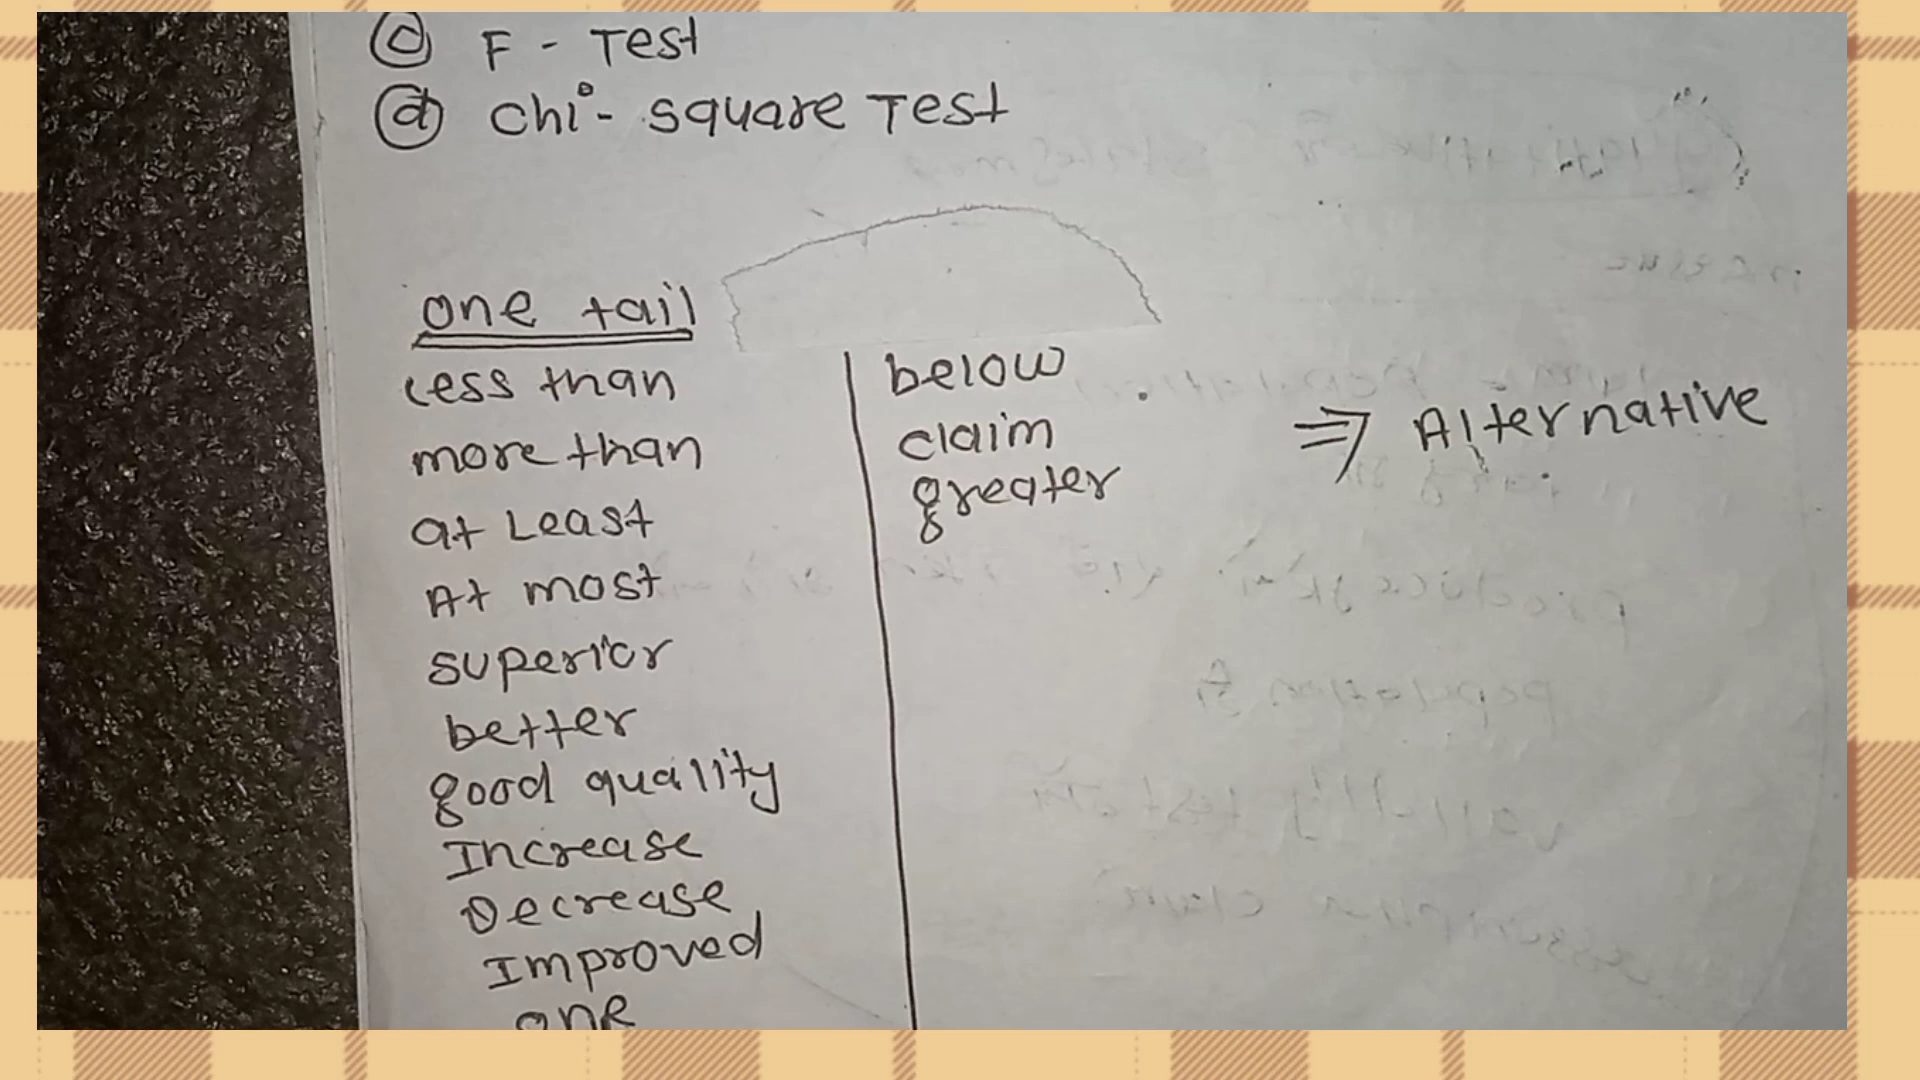 c F - Test
d chi - square Test
one tail
Less than
more than
at Least
At most
superior
better
good quality
Increase
Decrease
Improved
one
below
claim
greater
⇒ Alternative